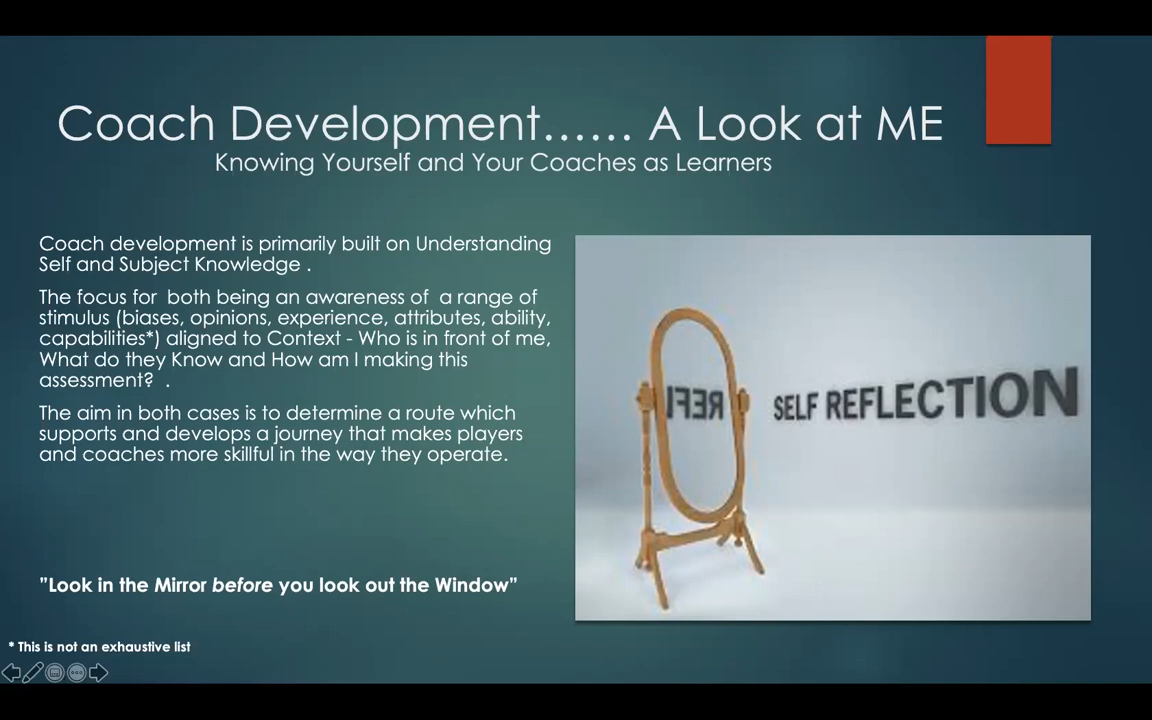 Coach Development...... A Look at ME
Knowing Yourself and Your Coaches as Learners
Coach development is primarily built on Understanding
Self and Subject Knowledge .
The focus for  both being an awareness of  a range of
stimulus (biases, opinions, experience, attributes, ability,
capabilities*) aligned to Context - Who is in front of me,
What do they Know and How am I making this
assessment?  .
The aim in both cases is to determine a route which
supports and develops a journey that makes players
and coaches more skillful in the way they operate.
"Look in the Mirror before you look out the Window"
* This is not an exhaustive list
REFL
SELF REFLECTION